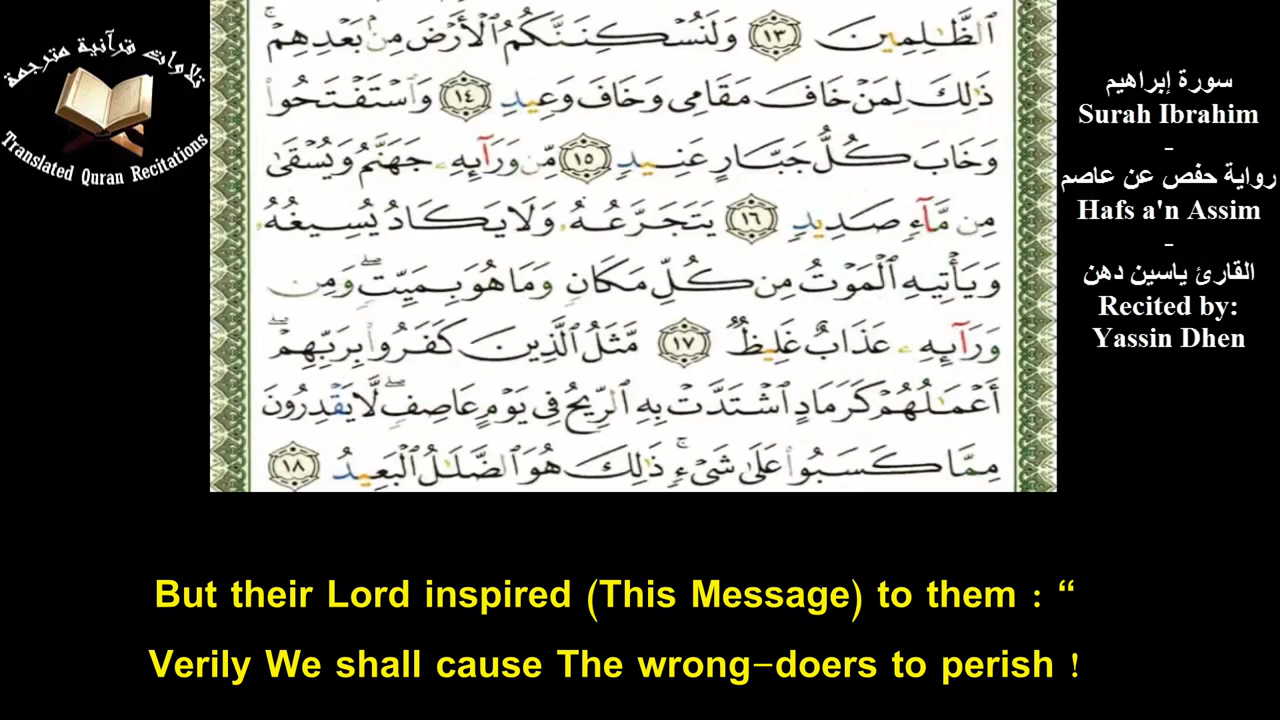 تلاوات قرآنية مترجمة
Translated Quran Recitations
ٱلظَّٰلِمِينَ ١٣ وَلَنُسْكِنَنَّكُمُ ٱلْأَرْضَ مِنۢ بَعْدِهِمْ ۚ
ذَٰلِكَ لِمَنْ خَافَ مَقَامِى وَخَافَ وَعِيدِ ١٤ وَٱسْتَفْتَحُوا۟
وَخَابَ كُلُّ جَبَّارٍ عَنِيدٍ ١٥ مِّن وَرَآئِهِۦ جَهَنَّمُ وَيُسْقَىٰ
مِن مَّآءٍ صَدِيدٍ ١٦ يَتَجَرَّعُهُۥ وَلَا يَكَادُ يُسِيغُهُۥ
وَيَأْتِيهِ ٱلْمَوْتُ مِن كُلِّ مَكَانٍ وَمَا هُوَ بِمَيِّتٍ ۖ وَمِن
وَرَآئِهِۦ عَذَابٌ غَلِيظٌ ١٧ مَّثَلُ ٱلَّذِينَ كَفَرُوا۟ بِرَبِّهِمْ ۖ
أَعْمَٰلُهُمْ كَرَمَادٍ ٱشْتَدَّتْ بِهِ ٱلرِّيحُ فِى يَوْمٍ عَاصِفٍ ۖ لَّا يَقْدِرُونَ
مِمَّا كَسَبُوا۟ عَلَىٰ شَىْءٍ ۚ ذَٰلِكَ هُوَ ٱلضَّلَٰلُ ٱلْبَعِيدُ ١٨
سورة إبراهيم
Surah Ibrahim
-
رواية حفص عن عاصم
Hafs a'n Assim
-
القارئ ياسين دهن
Recited by:
Yassin Dhen
But their Lord inspired (This Message) to them : “
Verily We shall cause The wrong-doers to perish !